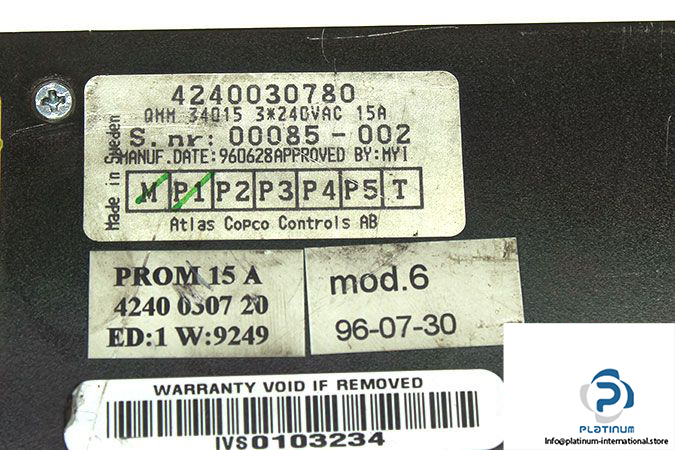 4240030780
QMM 34015 3*240VAC 15A
S.nr: 00085-002
MANUF.DATE:960628APPROVED BY:MYI
Made in Sweden
M P1 P2 P3 P4 P5 T
Atlas Copco Controls AB
PROM 15 A
4240 0307 20
ED:1 W:9249
mod.6
96-07-30
WARRANTY VOID IF REMOVED
IVS0103234
PLATINUM
Info@platinum-international.store